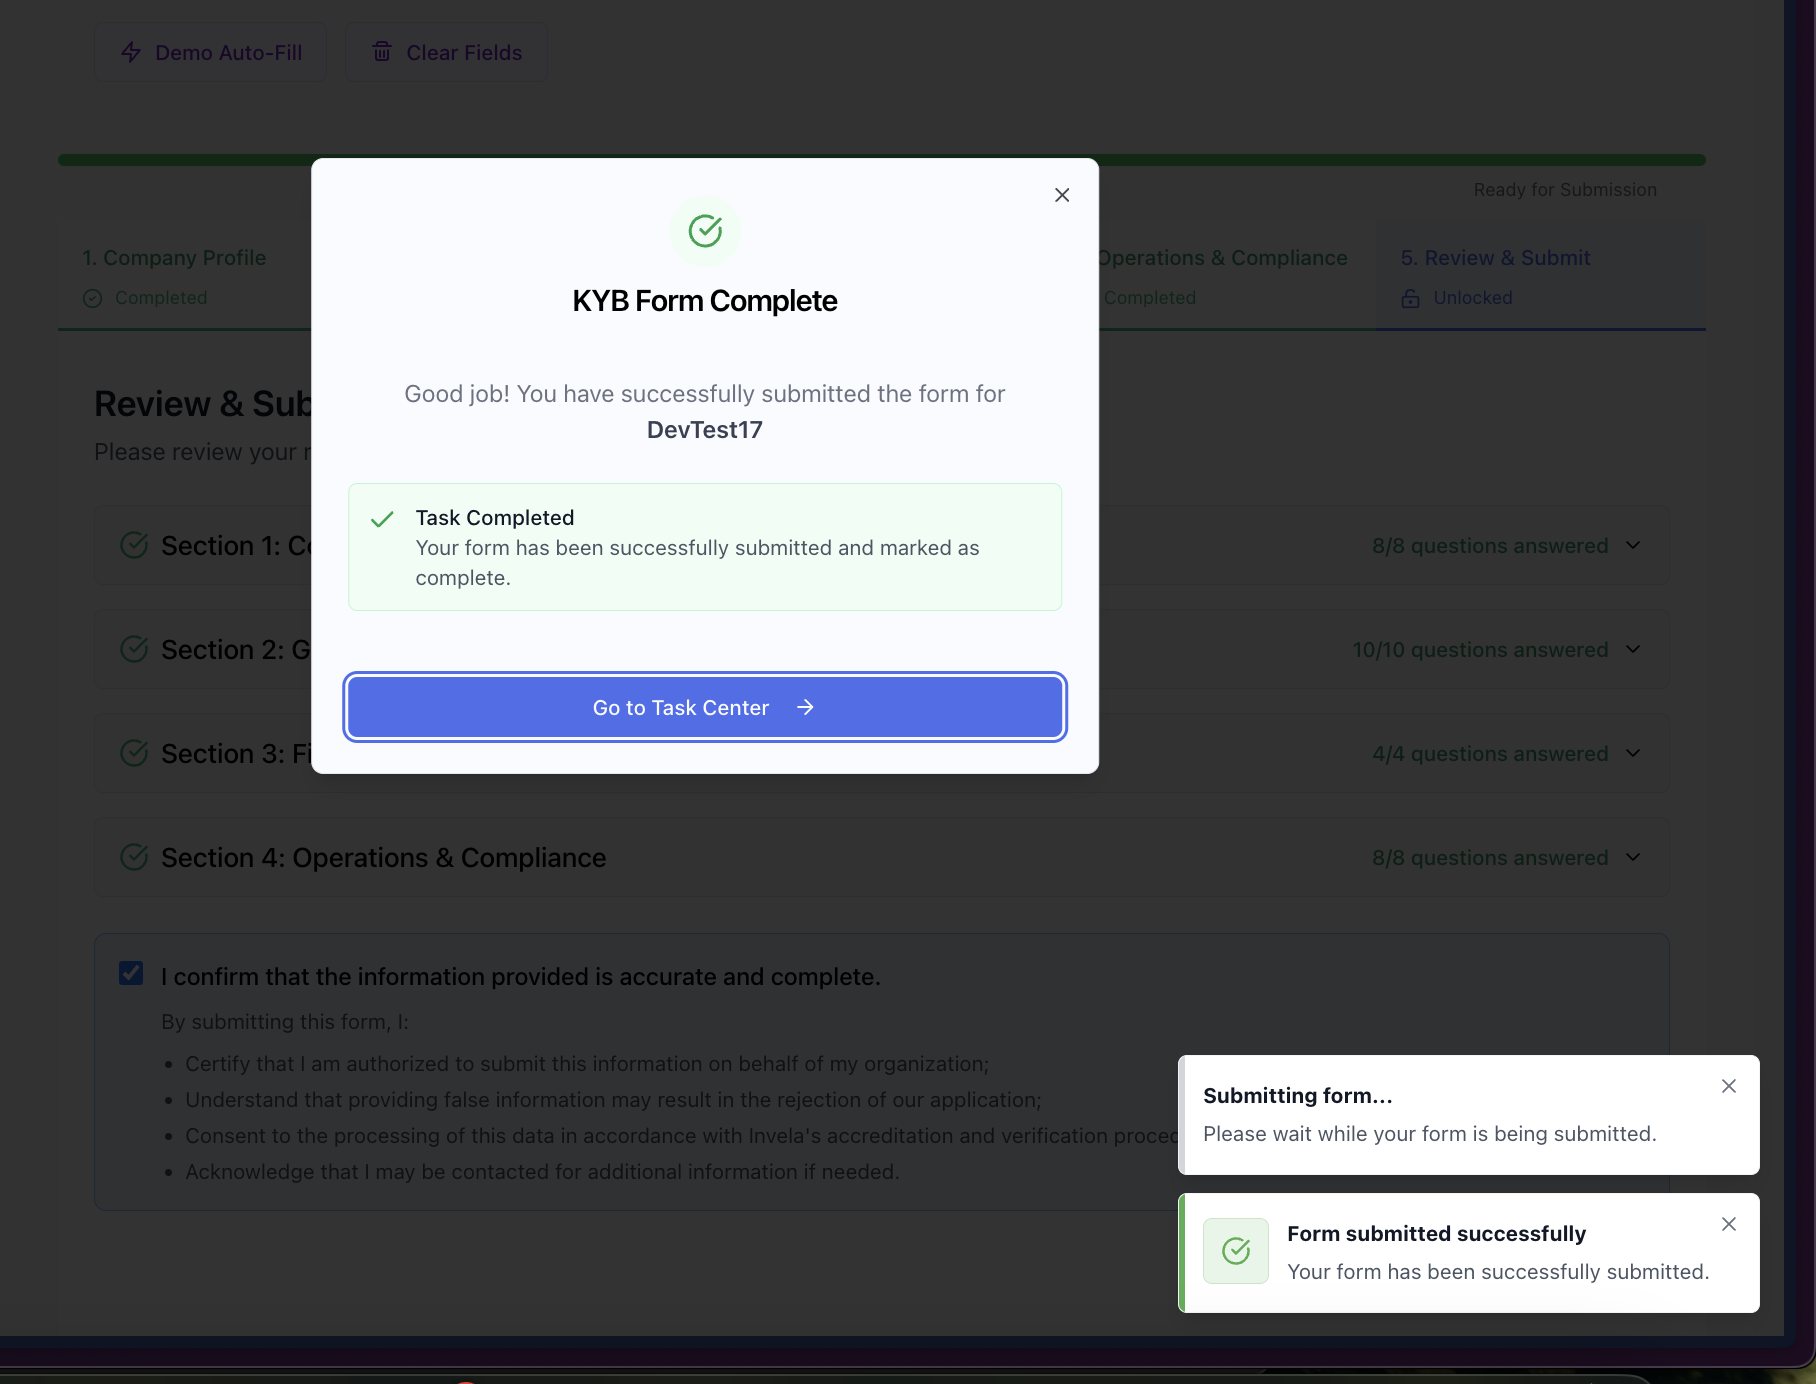 Demo Auto-Fill
Clear Fields
Ready for Submission
1. Company Profile
Completed
Operations & Compliance
Completed
5. Review & Submit
Unlocked
KYB Form Complete
Good job! You have successfully submitted the form for
DevTest17
Task Completed
Your form has been successfully submitted and marked as
complete.
Go to Task Center
Review & Sub
Please review your
Section 1: Co
8/8 questions answered
Section 2: G
10/10 questions answered
Section 3: Fi
4/4 questions answered
Section 4: Operations & Compliance
8/8 questions answered
I confirm that the information provided is accurate and complete.
By submitting this form, I:
• Certify that I am authorized to submit this information on behalf of my organization;
• Understand that providing false information may result in the rejection of our application;
• Consent to the processing of this data in accordance with Invela's accreditation and verification proced
• Acknowledge that I may be contacted for additional information if needed.
Submitting form...
Please wait while your form is being submitted.
Form submitted successfully
Your form has been successfully submitted.